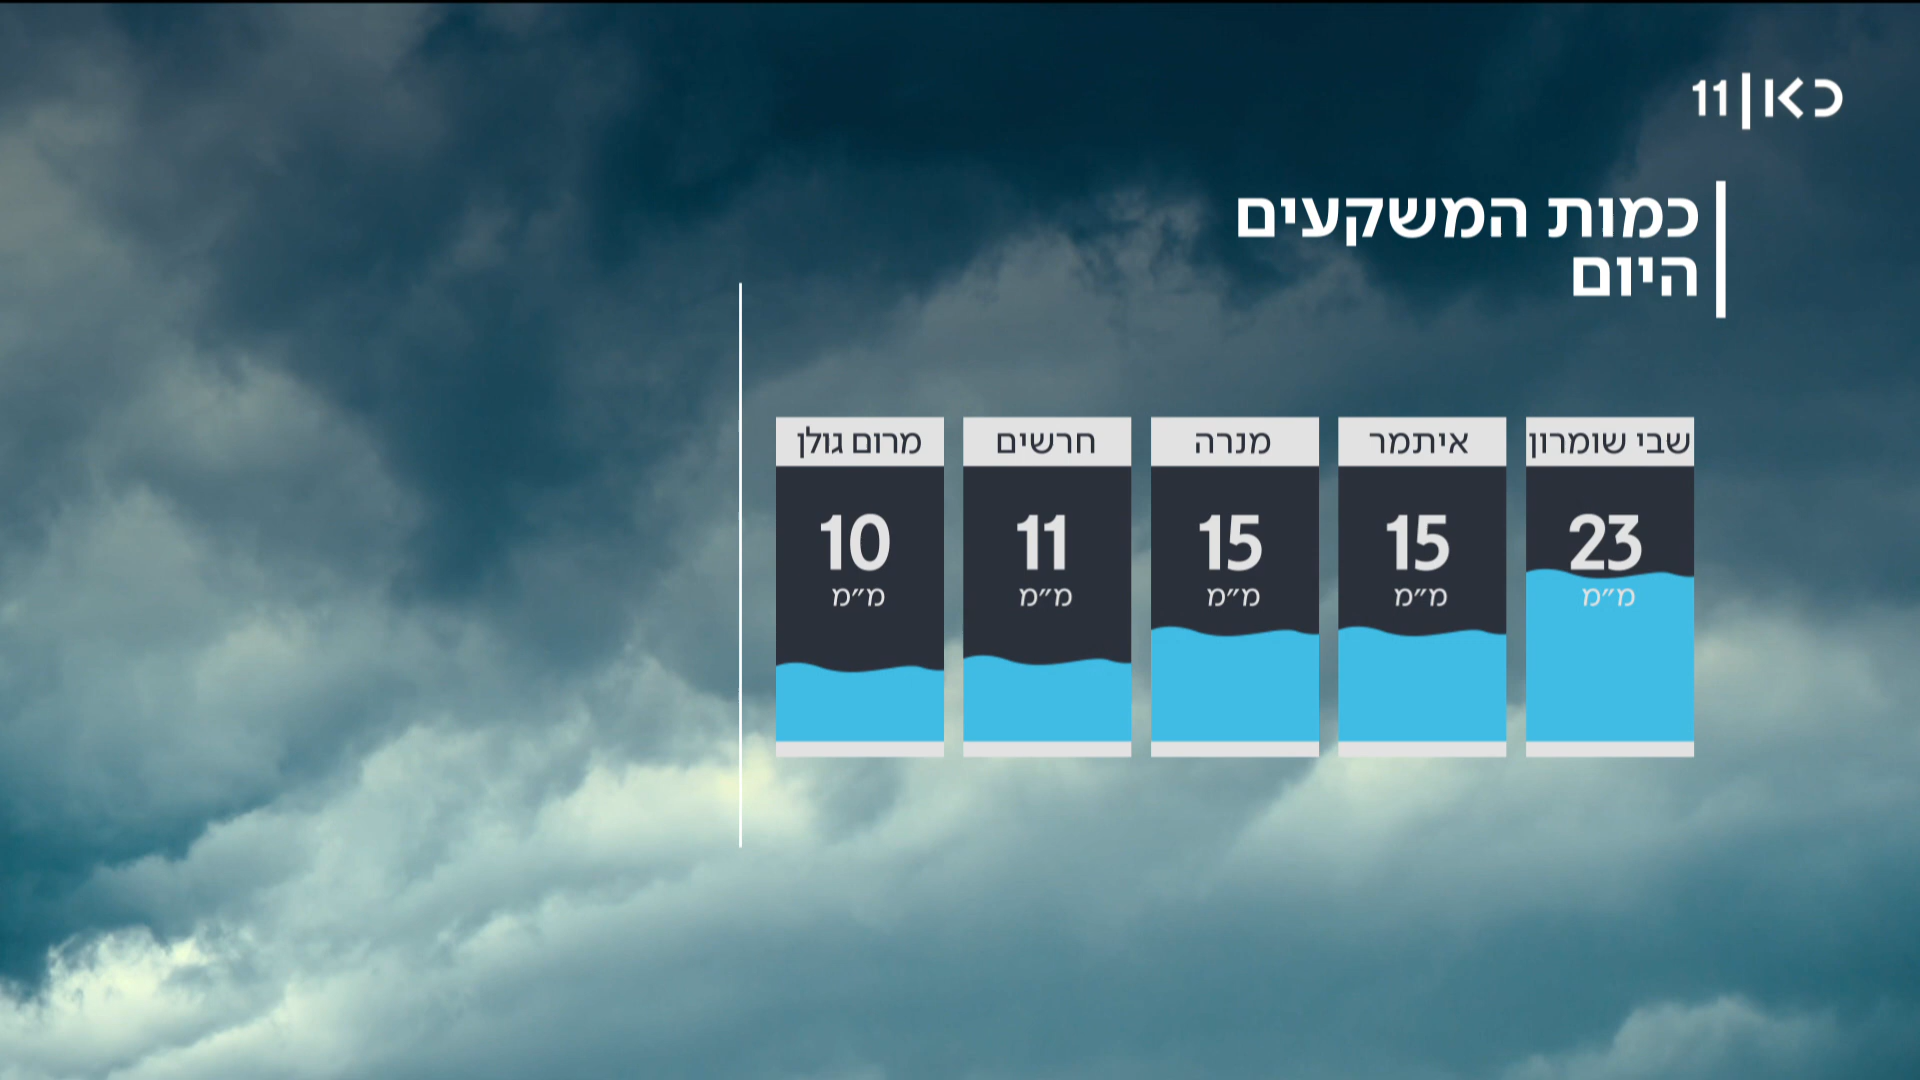 כאן|11
כמות המשקעים
היום
שבי שומרון
איתמר
מנרה
חרשים
מרום גולן
23
15
15
11
10
מ״מ
מ״מ
מ״מ
מ״מ
מ״מ